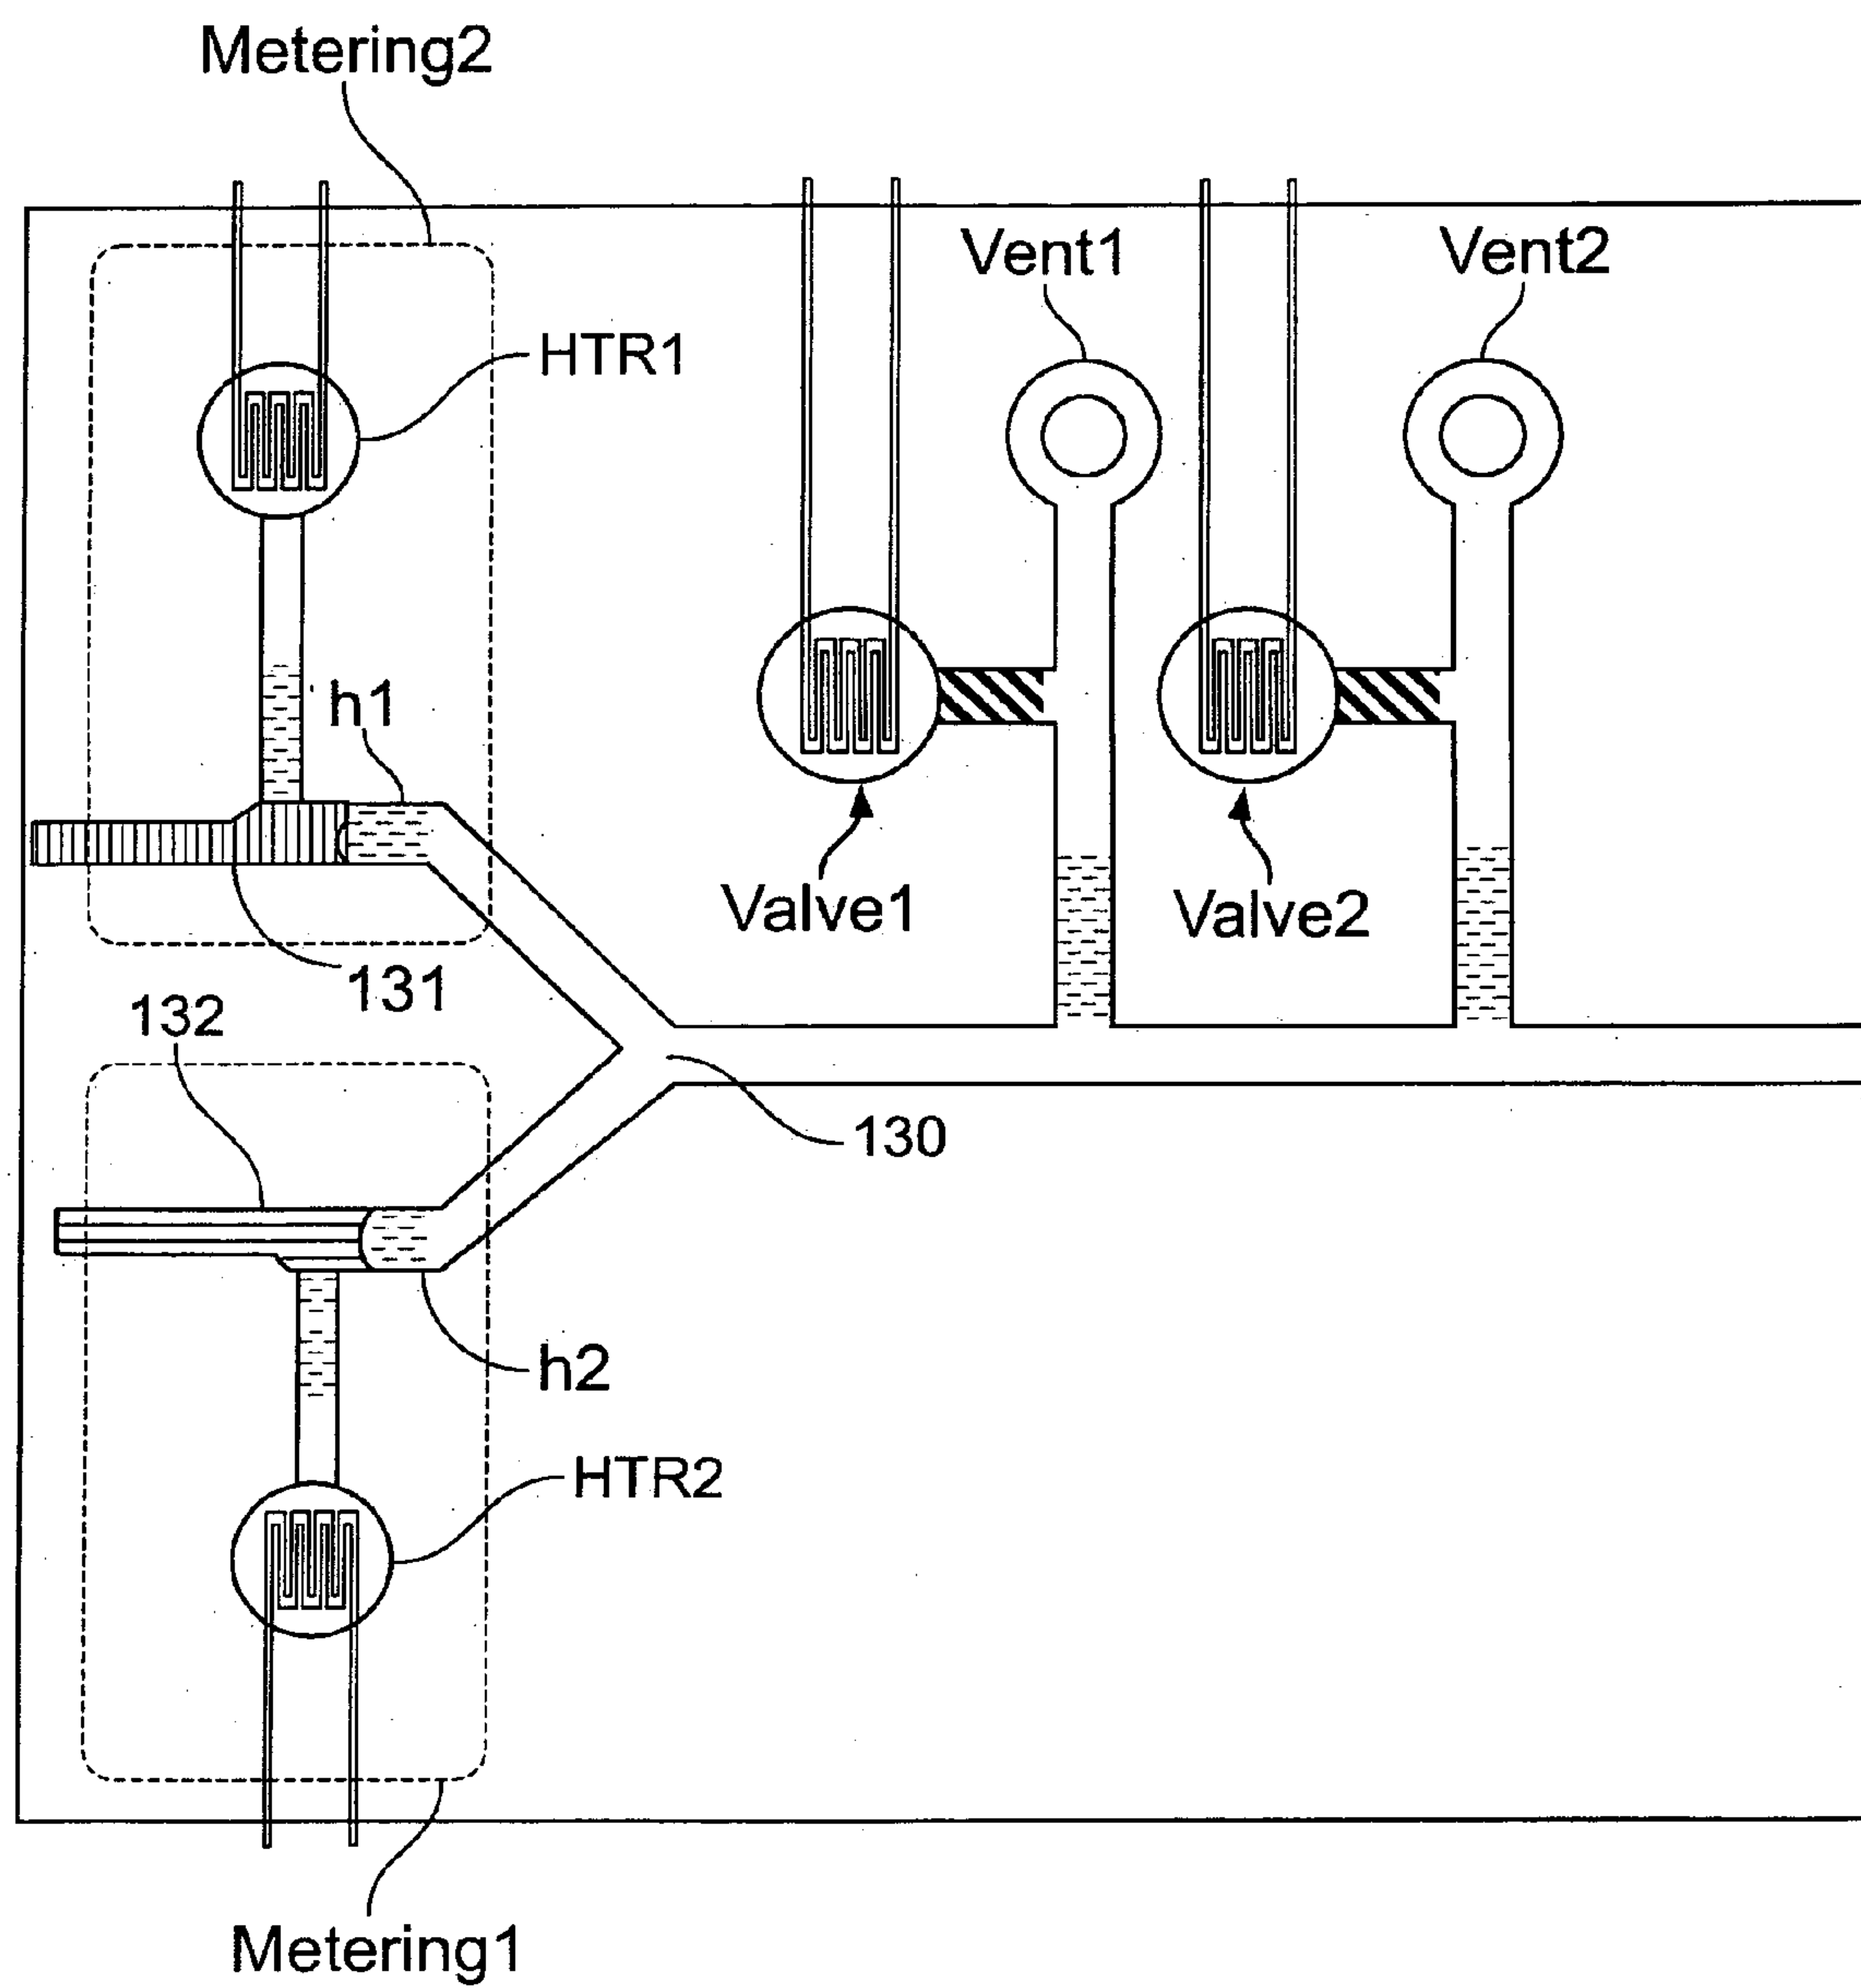 Metering2
Vent1
Vent2
HTR1
h1
Valve1
Valve2
131
132
130
h2
HTR2
Metering1